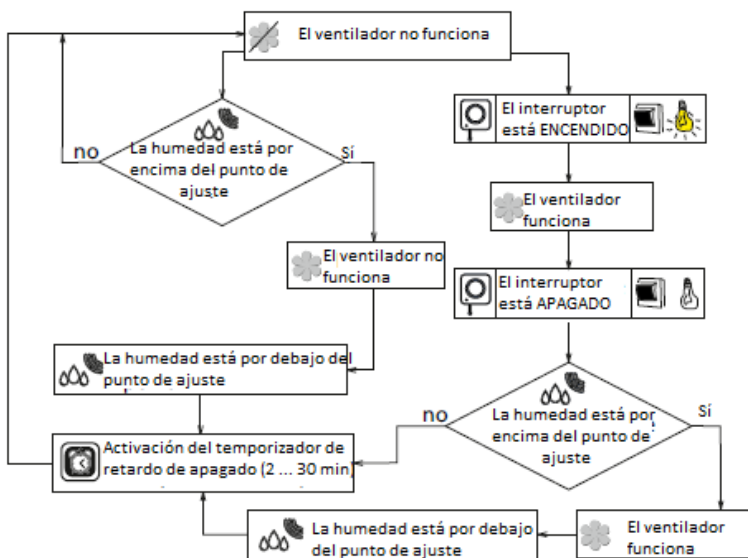 El ventilador no funciona
El interruptor
está ENCENDIDO
La humedad está por
encima del punto de
ajuste
no
Sí
El ventilador
funciona
El ventilador no
funciona
El interruptor
está APAGADO
La humedad está por debajo del
punto de ajuste
La humedad está por
encima del punto de
ajuste
no
Sí
Activación del temporizador de
retardo de apagado (2 ... 30 min)
La humedad está por debajo
del punto de ajuste
El ventilador
funciona